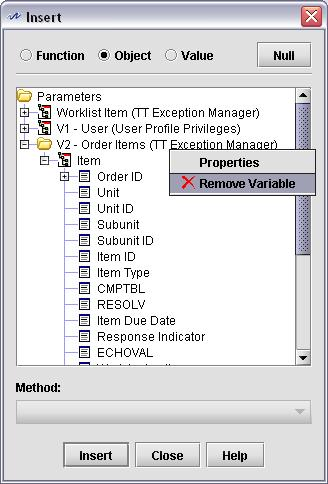 Insert
Function Object Value Null
Parameters
Worklist Item (TT Exception Manager)
V1 - User (User Profile Privileges)
V2 - Order Items (TT Exception Manager)
Item
Properties
Order ID
Remove Variable
Unit
Unit ID
Subunit
Subunit ID
Item ID
Item Type
CMPTBL
RESOLV
Item Due Date
Response Indicator
ECHOVAL
Method:
Insert Close Help